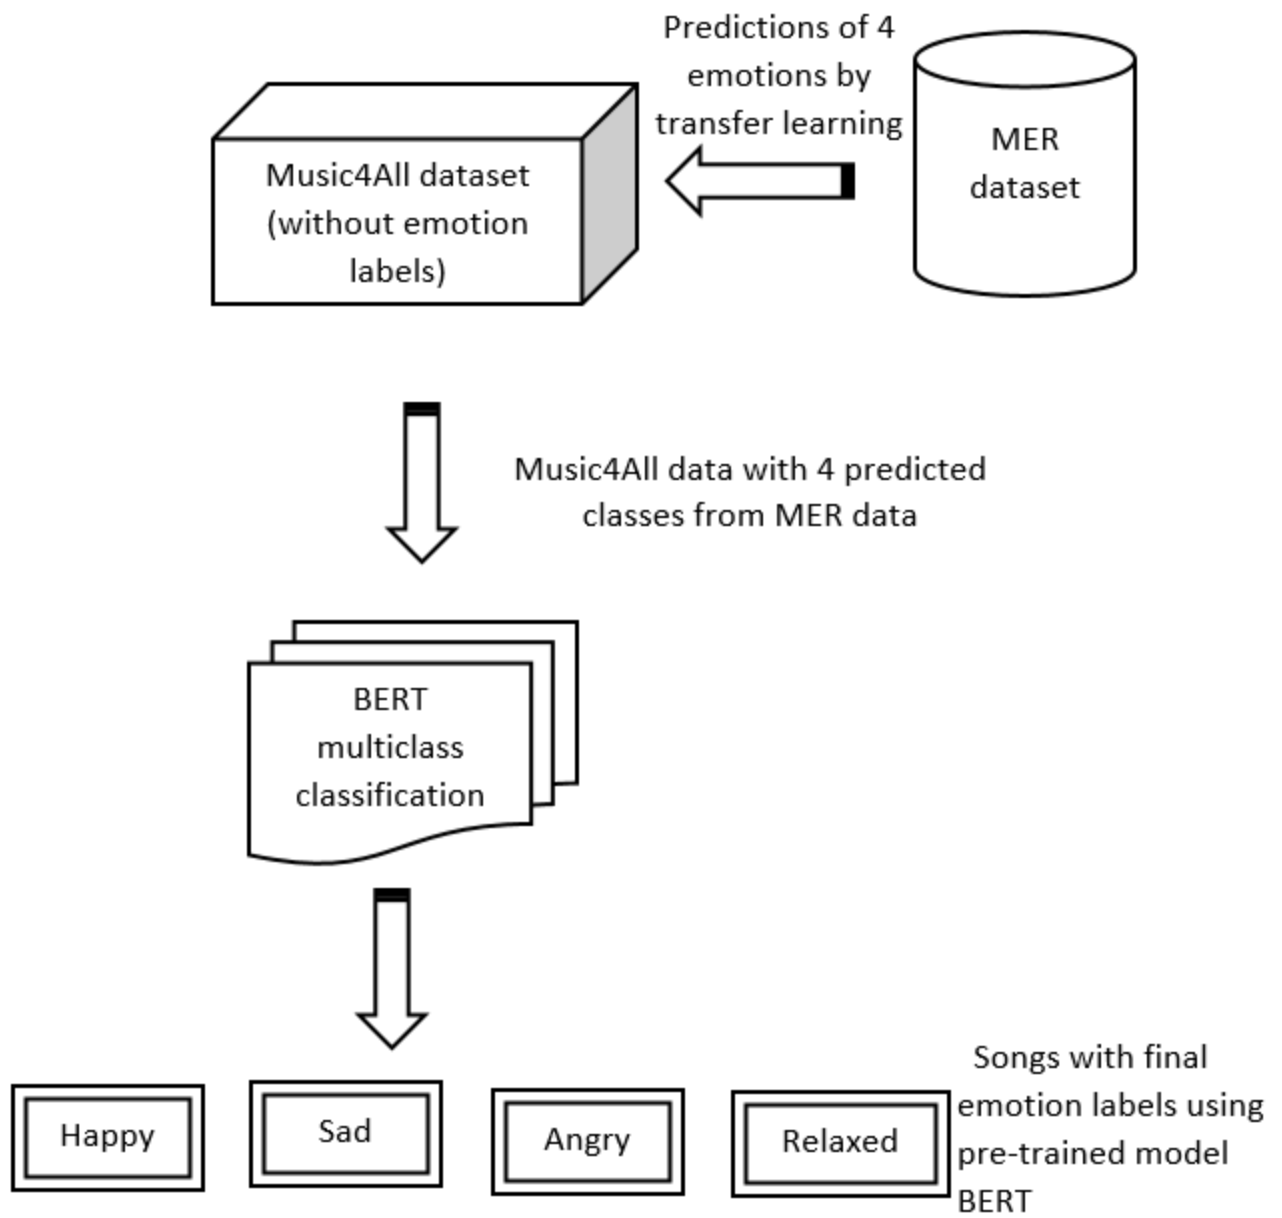 Predictions of 4
emotions by
transfer learning
MER
dataset
Music4All dataset
(without emotion
labels)
Music4All data with 4 predicted
classes from MER data
BERT
multiclass
classification
Happy
Sad
Angry
Relaxed
Songs with final
emotion labels using
pre-trained model
BERT